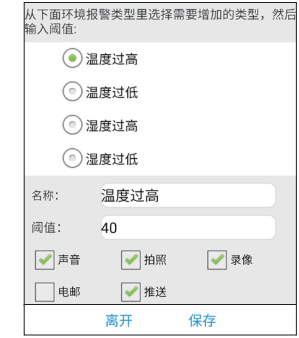 从下面环境报警类型里选择需要增加的类型，然后
输入阈值:
温度过高
温度过低
湿度过高
湿度过低
名称: 温度过高
阈值: 40
声音 拍照 录像
电邮 推送
离开 保存